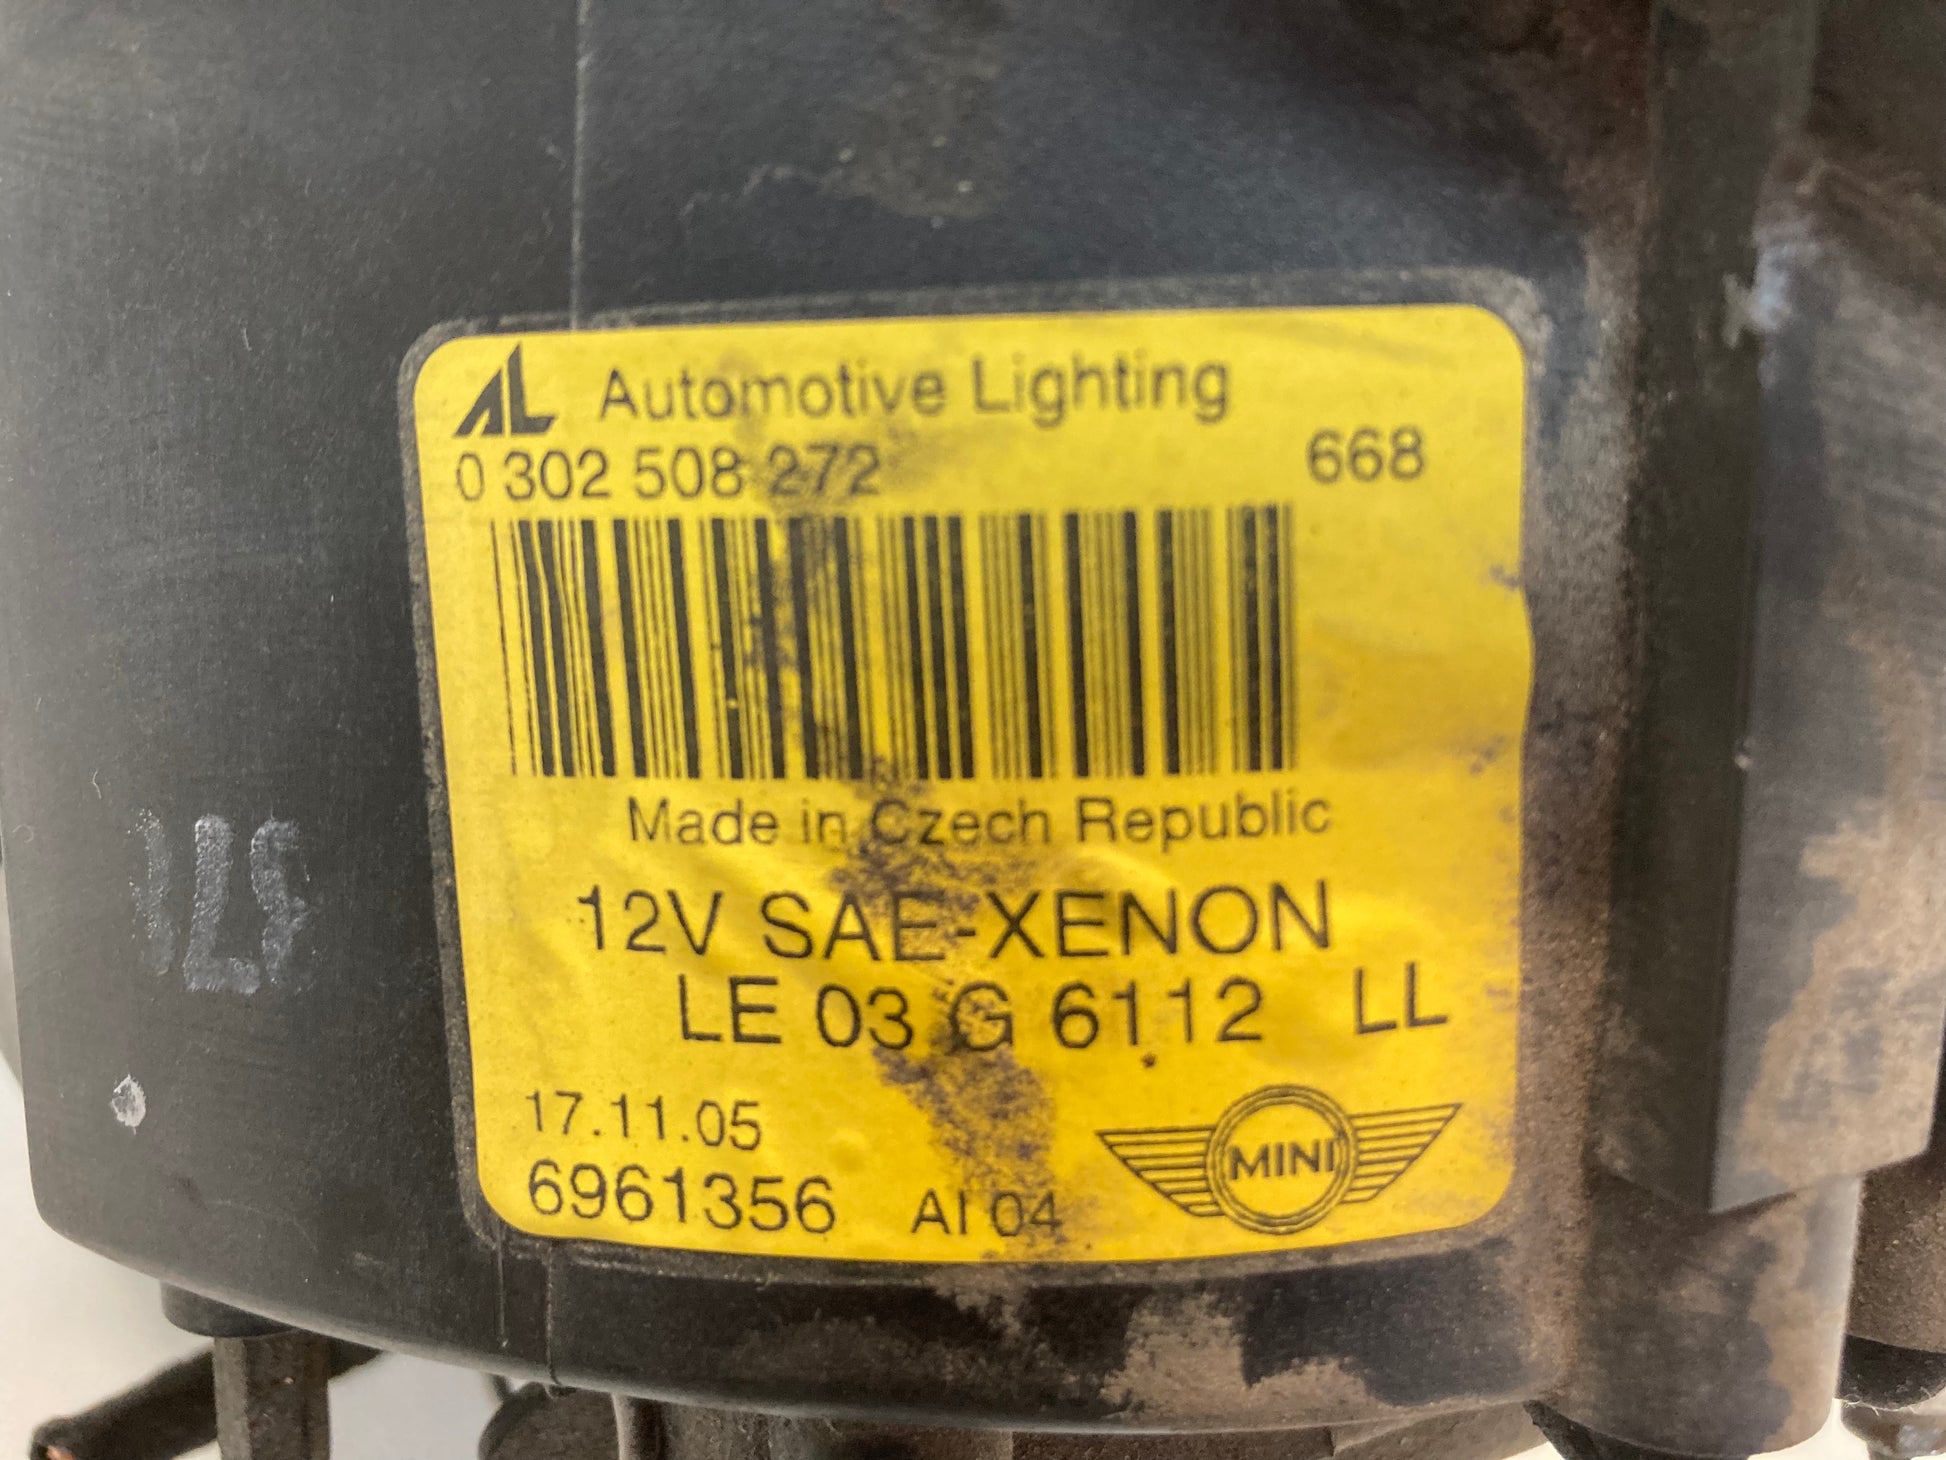 AL Automotive Lighting
0 302 508 272 668
Made in Czech Republic
12V SAE-XENON
LE 03 G 6112 LL
17.11.05
6961356 AI 04 MINI